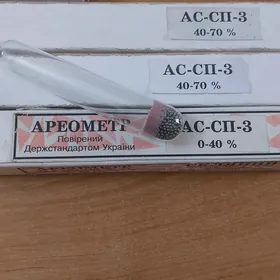 АС-СП-3
40-70 %
АС-СП-3
40-70 %
АРЕОМЕТР
Повірений
Держстандартом України
АС-СП-3
0-40 %